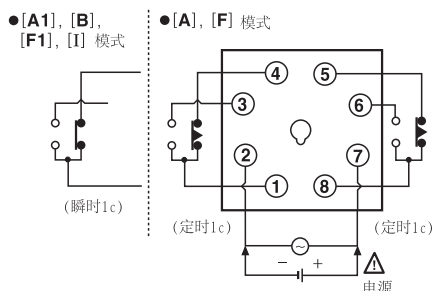 ●[A1], [B],
[F1], [I] 模式
(瞬时1c)
●[A], [F] 模式
4
5
3
6
2
7
1
8
(定时1c)
(定时1c)
~
− +
!
电源